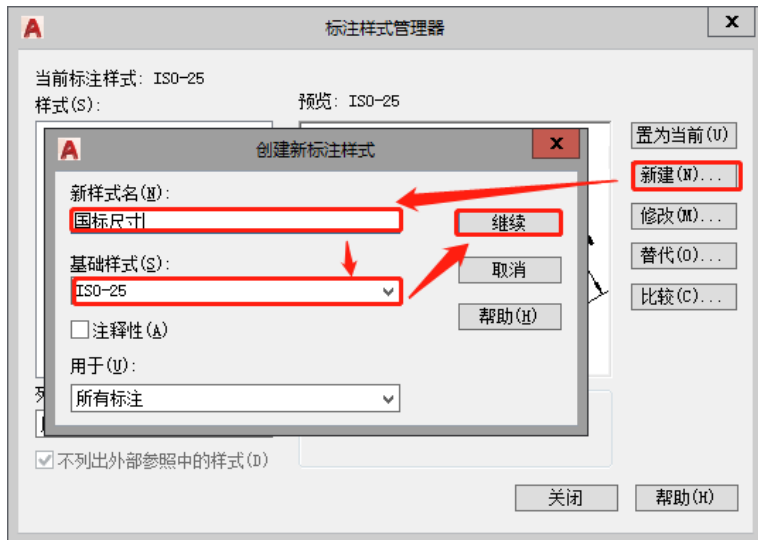 标注样式管理器
当前标注样式: ISO-25
样式(S):
预览: ISO-25
置为当前(U)
新建(N)...
修改(M)...
替代(O)...
比较(C)...
创建新标注样式
新样式名(N):
国标尺寸
继续
基础样式(S):
ISO-25
取消
注释性(A)
帮助(H)
用于(U):
所有标注
不列出外部参照中的样式(D)
关闭
帮助(H)